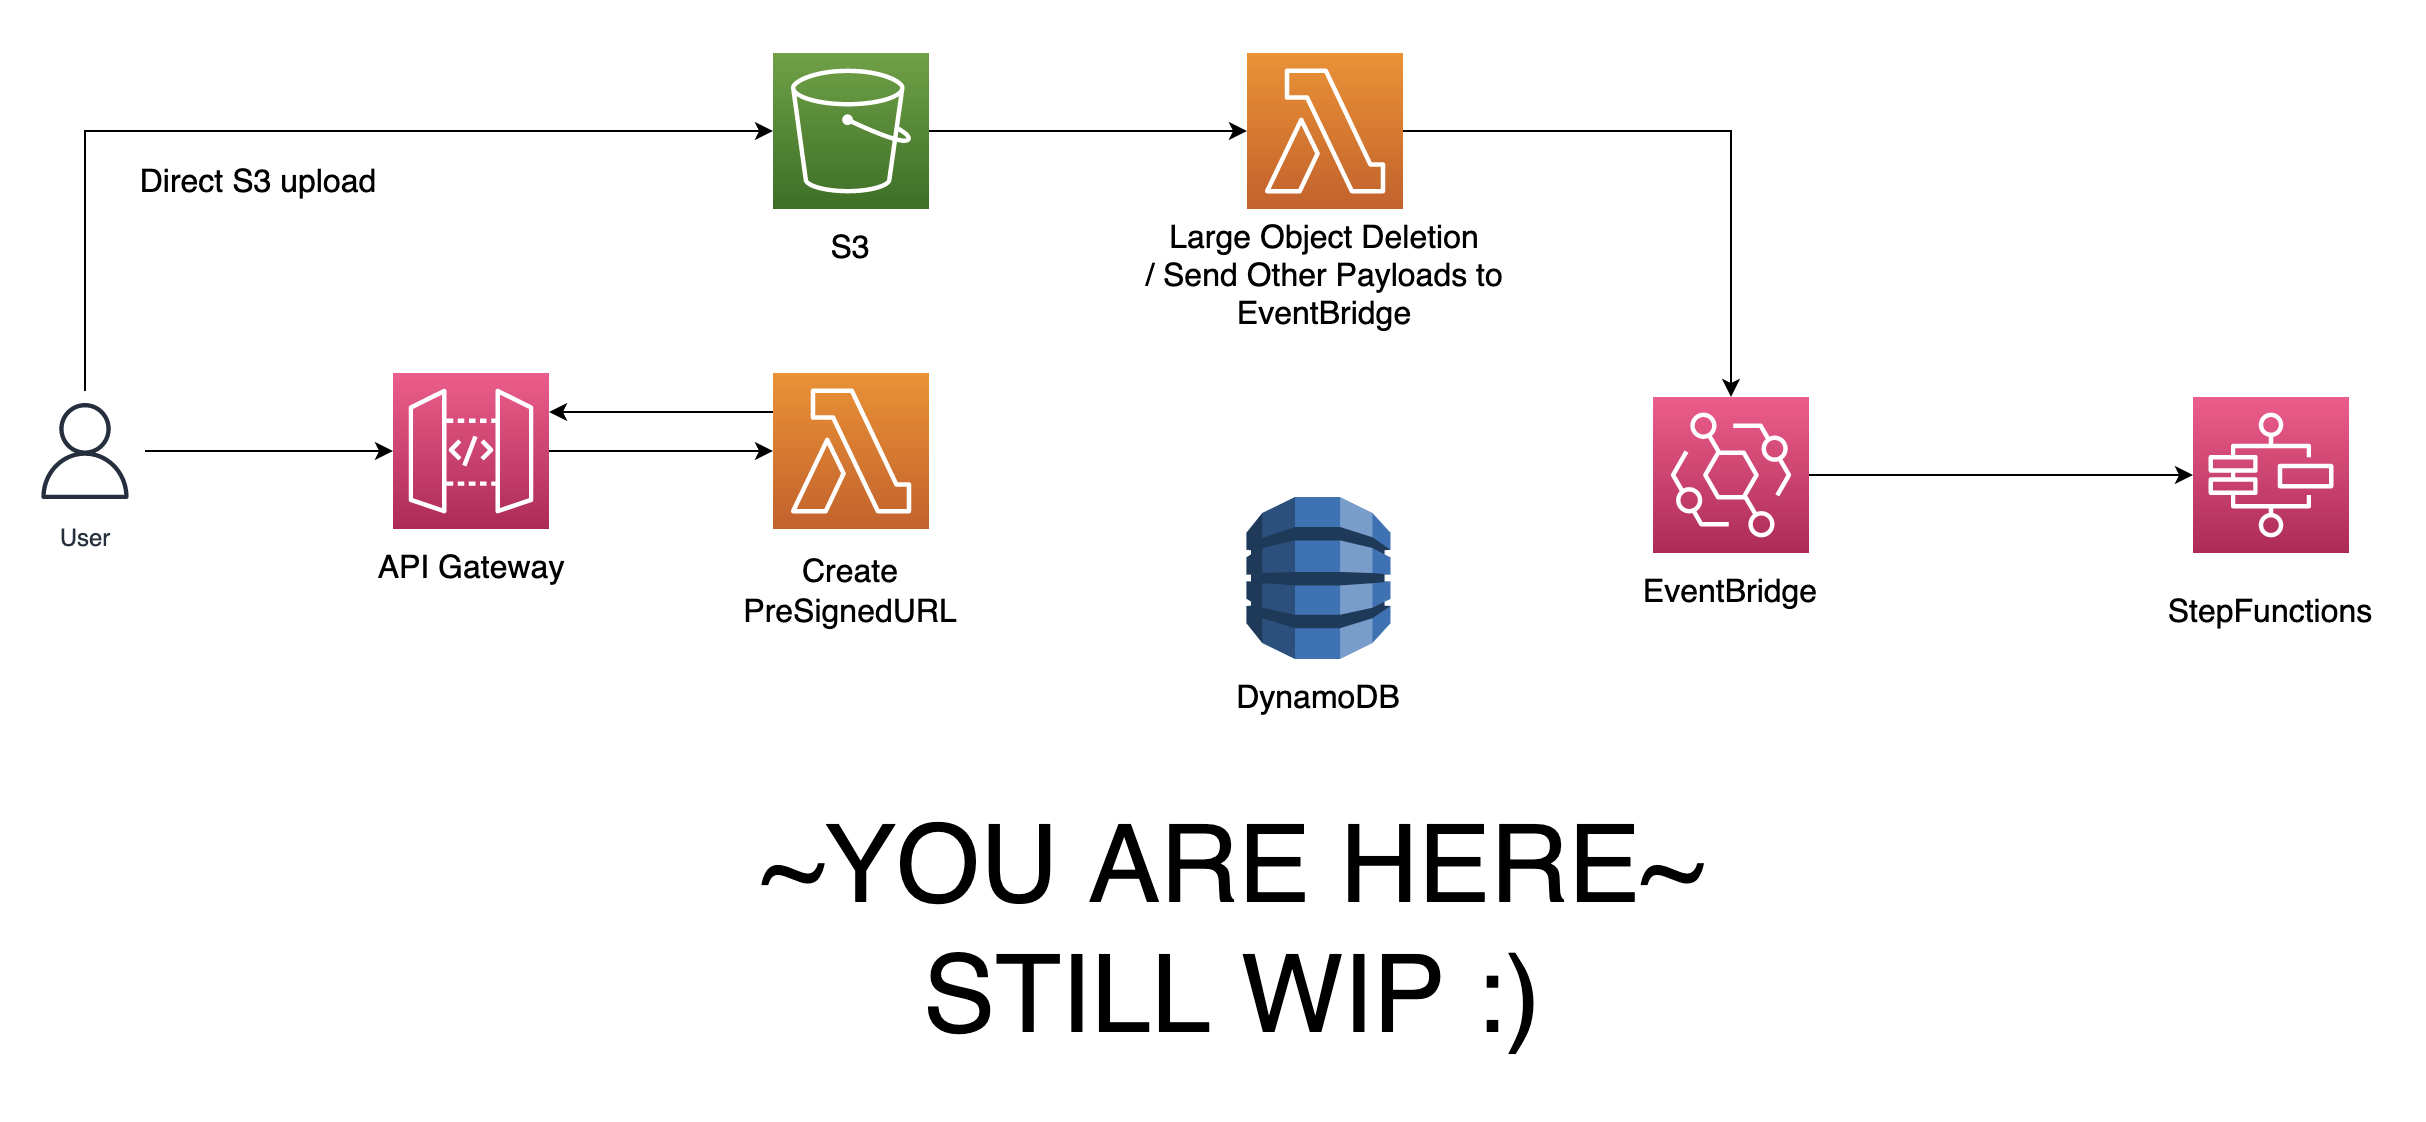 Direct S3 upload
S3
Large Object Deletion
/ Send Other Payloads to
EventBridge
User
API Gateway
Create
PreSignedURL
DynamoDB
EventBridge
StepFunctions
~YOU ARE HERE~
STILL WIP :)